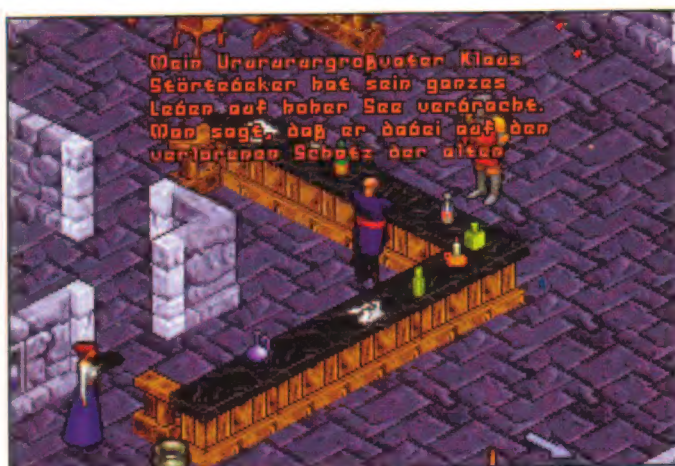 Mein Urururursgroßvater Klaus
Störtebeker hat sein ganzes
Leben auf hoher See verbracht.
Man sagt, daß er dabei auf den
verlorenen Schatz der alten